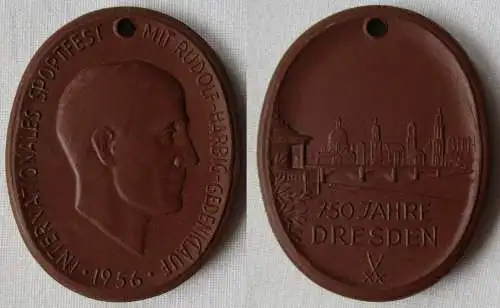 INTERNATIONALES SPORTFEST MIT RUDOLF-HARBIG-GEDENKLAUF
· 1956 ·
750 JAHRE
DRESDEN